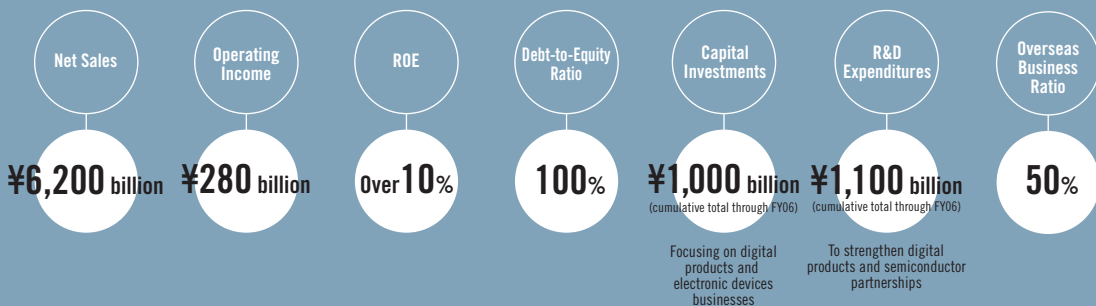 Net Sales
¥6,200 billion
Operating
Income
¥280 billion
ROE
Over 10%
Debt-to-Equity
Ratio
100%
Capital
Investments
¥1,000 billion
(cumulative total through FY06)
Focusing on digital
products and
electronic devices
businesses
R&D
Expenditures
¥1,100 billion
(cumulative total through FY06)
To strengthen digital
products and semiconductor
partnerships
Overseas
Business
Ratio
50%